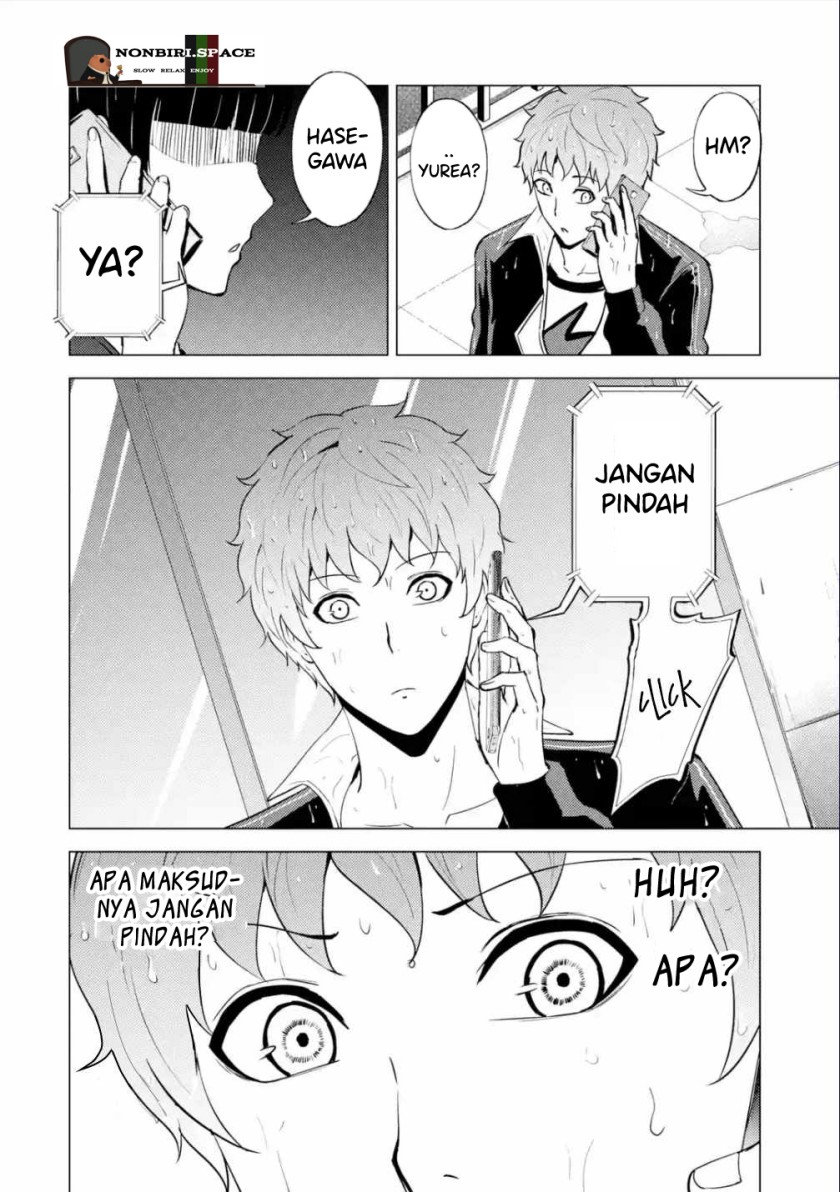 NONBIRI.SPACE
SLOW RELAX ENJOY
HM?
..
YUREA?
HASE-
GAWA
YA?
JANGAN
PINDAH
CLICK
HUH?
APA?
APA MAKSUD-
NYA JANGAN
PINDAH?